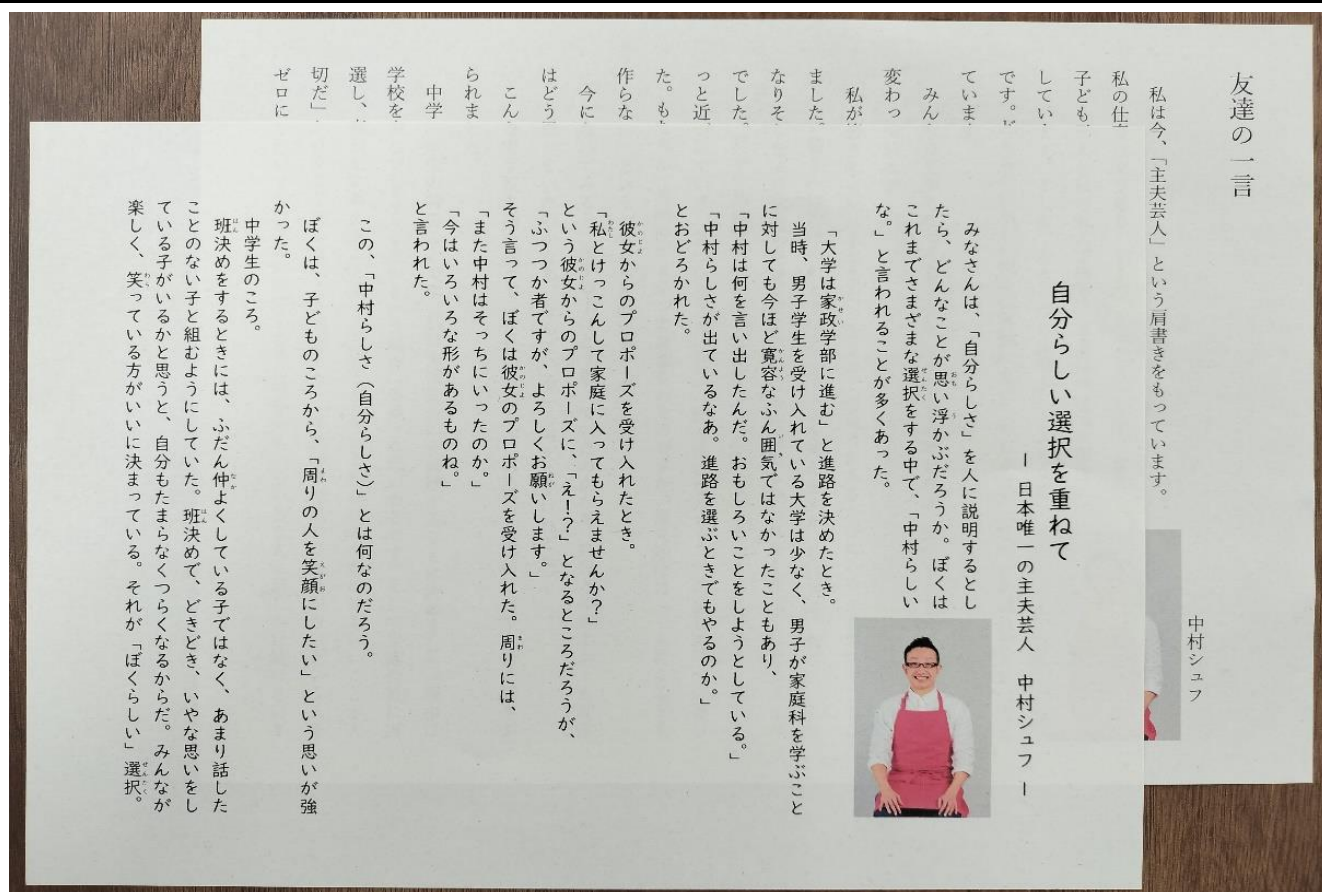 友達の一言
中村シュフ
私は今、「主夫芸人」という肩書きをもっています。
私の仕
子ども、
してい
です。
ていま
みん
変わっ
私が
ました。
なりそ
でした。
っと近
た。も
作らな
今に
はどう
こん
られま
中学
学校を
選し、
切だ」
ゼロに
自分らしい選択を重ねて
ー 日本唯一の主夫芸人 中村シュフ ー
みなさんは、「自分らしさ」を人に説明するとし
たら、どんなことが思い浮かぶだろうか。ぼくは
これまでさまざまな選択をする中で、「中村らしい
な。」と言われることが多くあった。
「大学は家政学部に進む」と進路を決めたとき。
当時、男子学生を受け入れている大学は少なく、男子が家庭科を学ぶこと
に対しても今ほど寛容なふん囲気ではなかったこともあり、
「中村は何を言い出したんだ。おもしろいことをしようとしている。」
「中村らしさが出ているなあ。進路を選ぶときでもやるのか。」
とおどろかれた。
彼女からのプロポーズを受け入れたとき。
「私とけっこんして家庭に入ってもらえませんか?」
という彼女からのプロポーズに、「え!?」となるところだろうが、
「ふつつか者ですが、よろしくお願いします。」
そう言って、ぼくは彼女のプロポーズを受け入れた。周りには、
「また中村はそっちにいったのか。」
「今はいろいろな形があるものね。」
と言われた。
この、「中村らしさ(自分らしさ)」とは何なのだろう。
ぼくは、子どものころから、「周りの人を笑顔にしたい」という思いが強
かった。
中学生のころ。
班決めをするときには、ふだん仲よくしている子ではなく、あまり話した
ことのない子と組むようにしていた。班決めで、どきどき、いやな思いをし
ている子がいるかと思うと、自分もたまらなくつらくなるからだ。みんなが
楽しく、笑っている方がいいに決まっている。それが「ぼくらしい」選択。